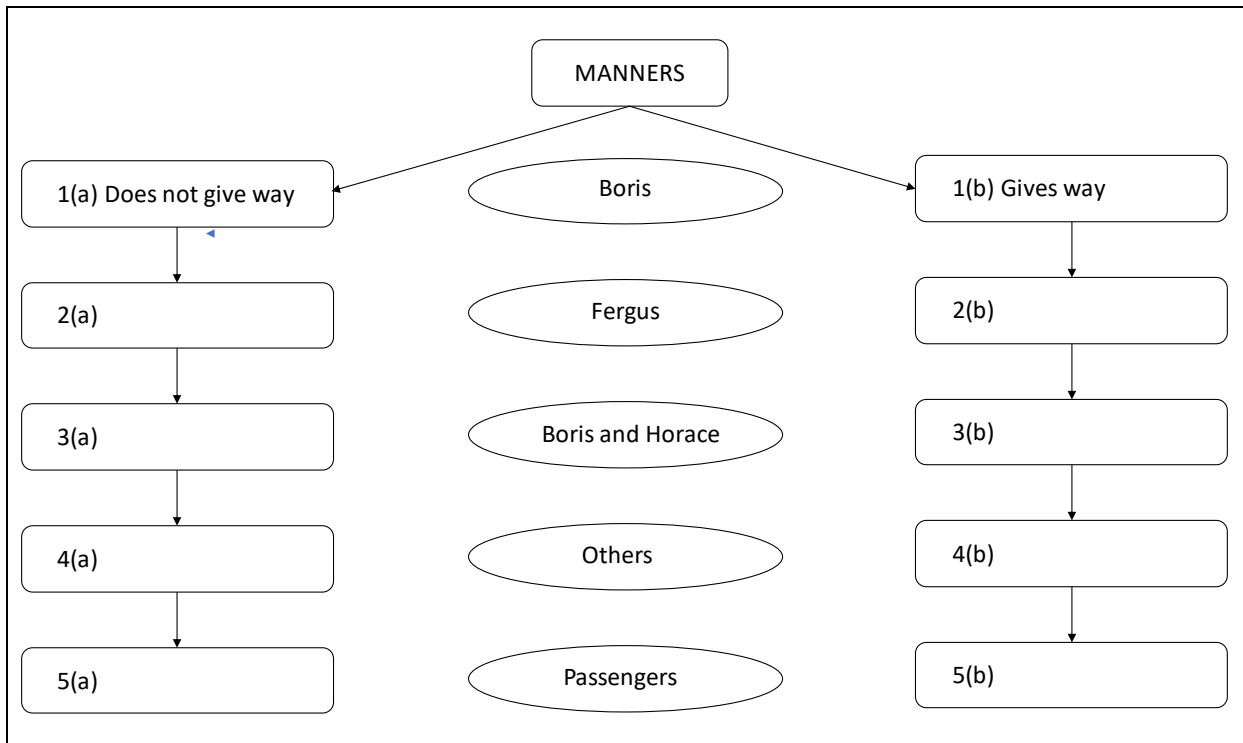 MANNERS
1(a) Does not give way
Boris
1(b) Gives way
2(a)
Fergus
2(b)
3(a)
Boris and Horace
3(b)
4(a)
Others
4(b)
5(a)
Passengers
5(b)